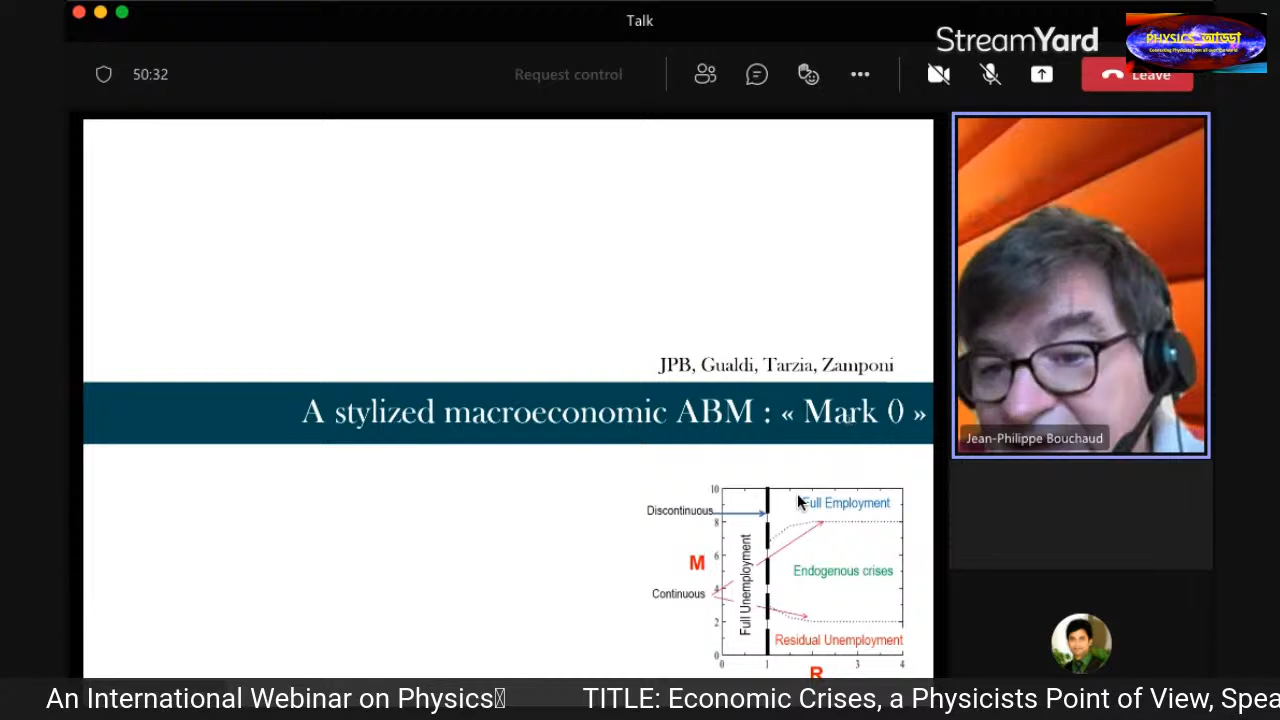 Talk
StreamYard
PHYSICS_আড্ডা
50:32
Request control
Leave
JPB, Gualdi, Tarzia, Zamponi
A stylized macroeconomic ABM : « Mark 0 »
Jean-Philippe Bouchaud
10
Discontinuous
Full Employment
8
M
6
Full Unemployment
Endogenous crises
Continuous
4
2
Residual Unemployment
0
0 1 3 4
R
An International Webinar on Physics
TITLE: Economic Crises, a Physicists Point of View, Spea